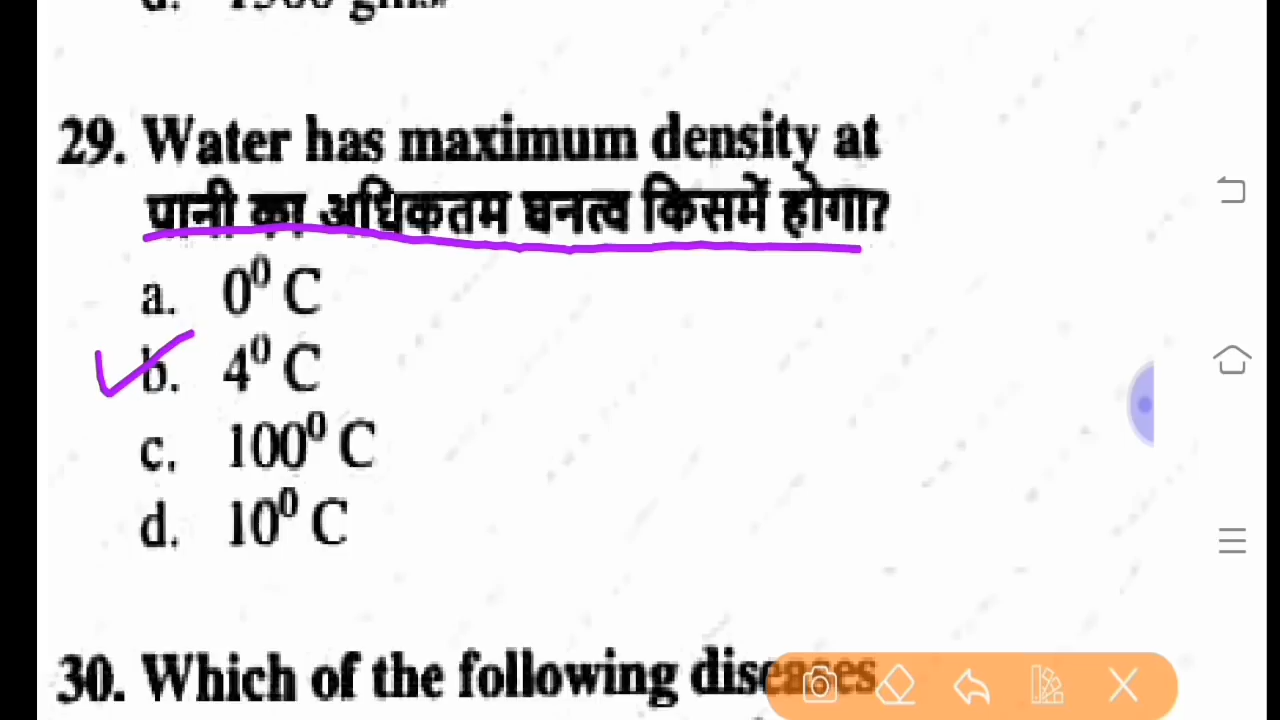 29. Water has maximum density at
पानी का अधिकतम घनत्व किसमें होगा?
a. 0⁰ C
b. 4⁰ C
c. 100⁰ C
d. 10⁰ C
30. Which of the following diseases